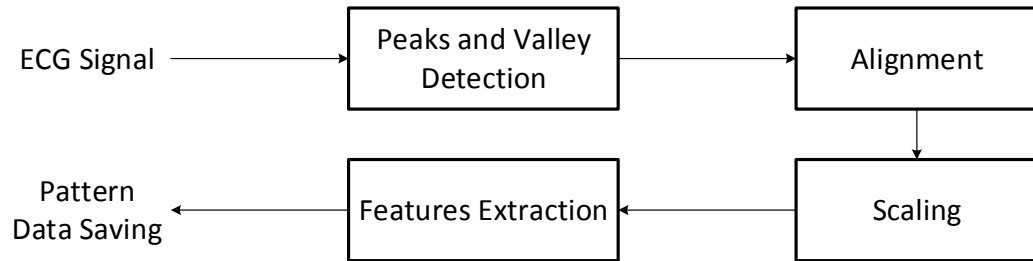 ECG Signal
Peaks and Valley
Detection
Alignment
Pattern
Data Saving
Features Extraction
Scaling